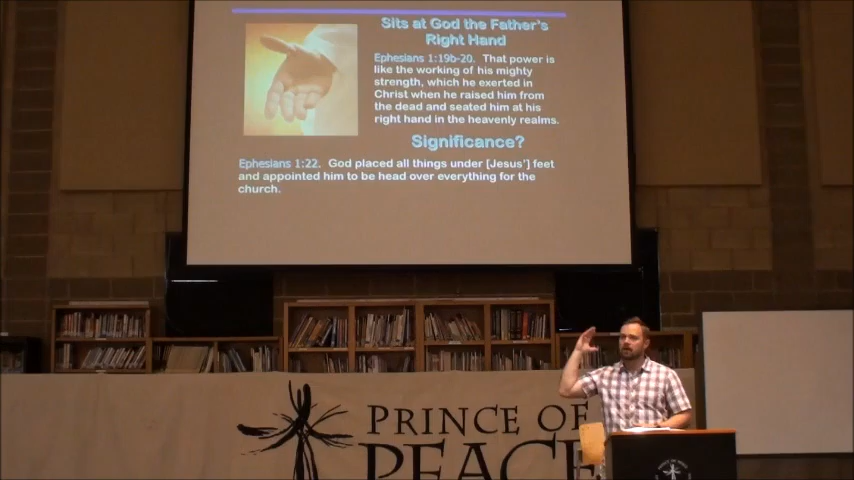 Sits at God the Father's
Right Hand
Ephesians 1:19b-20. That power is
like the working of his mighty
strength, which he exerted in
Christ when he raised him from
the dead and seated him at his
right hand in the heavenly realms.
Significance?
Ephesians 1:22. God placed all things under [Jesus'] feet
and appointed him to be head over everything for the
church.
PRINCE OF
PEACE